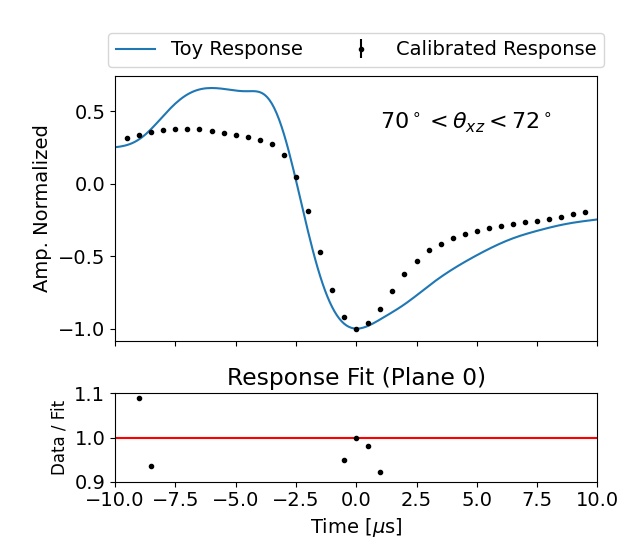 Toy Response Calibrated Response
0.5
0.0
−0.5
−1.0
Amp. Normalized
70° < θxz < 72°
Response Fit (Plane 0)
1.1
1.0
0.9
Data / Fit
−10.0 −7.5 −5.0 −2.5 0.0 2.5 5.0 7.5 10.0
Time [μs]